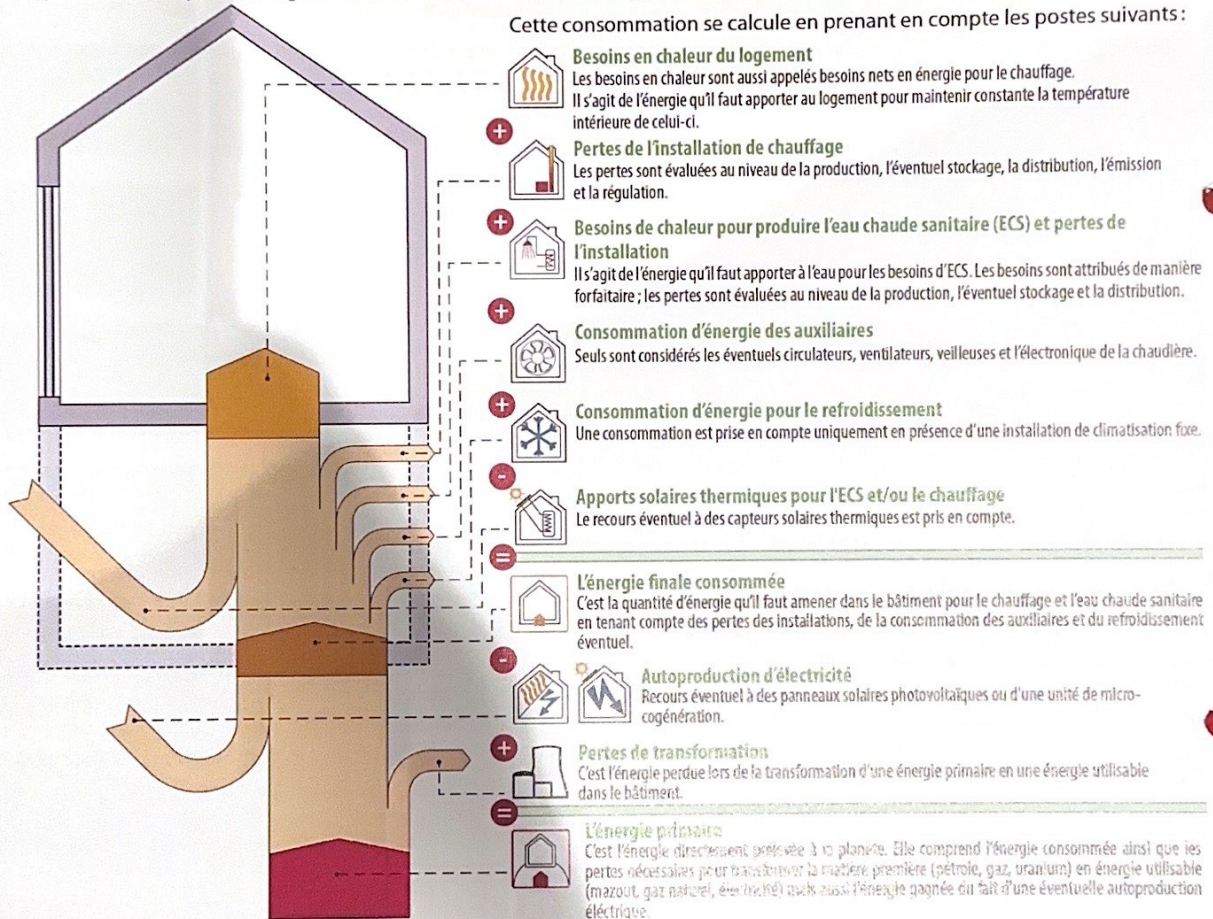 Cette consommation se calcule en prenant en compte les postes suivants :
Besoins en chaleur du logement
Les besoins en chaleur sont aussi appelés besoins nets en énergie pour le chauffage.
Il s'agit de l'énergie qu'il faut apporter au logement pour maintenir constante la température
intérieure de celui-ci.
+
Pertes de l'installation de chauffage
Les pertes sont évaluées au niveau de la production, l'éventuel stockage, la distribution, l'émission
et la régulation.
+
Besoins de chaleur pour produire l'eau chaude sanitaire (ECS) et pertes de
l'installation
Il s'agit de l'énergie qu'il faut apporter à l'eau pour les besoins d'ECS. Les besoins sont attribués de manière
forfaitaire ; les pertes sont évaluées au niveau de la production, l'éventuel stockage et la distribution.
+
Consommation d'énergie des auxiliaires
Seuls sont considérés les éventuels circulateurs, ventilateurs, veilleuses et l'électronique de la chaudière.
+
Consommation d'énergie pour le refroidissement
Une consommation est prise en compte uniquement en présence d'une installation de climatisation fixe.
-
Apports solaires thermiques pour l'ECS et/ou le chauffage
Le recours éventuel à des capteurs solaires thermiques est pris en compte.
=
L'énergie finale consommée
C'est la quantité d'énergie qu'il faut amener dans le bâtiment pour le chauffage et l'eau chaude sanitaire
en tenant compte des pertes des installations, de la consommation des auxiliaires et du refroidissement
éventuel.
-
Autoproduction d'électricité
Recours éventuel à des panneaux solaires photovoltaïques ou d'une unité de micro-
cogénération.
+
Pertes de transformation
C'est l'énergie perdue lors de la transformation d'une énergie primaire en une énergie utilisable
dans le bâtiment.
=
L'énergie primaire
C'est l'énergie directement prélevée à la planète. Elle comprend l'énergie consommée ainsi que les
pertes nécessaires pour transformer la matière première (pétrole, gaz, uranium) en énergie utilisable
(mazout, gaz naturel, électricité) mais aussi l'énergie gagnée du fait d'une éventuelle autoproduction
éléctrique.